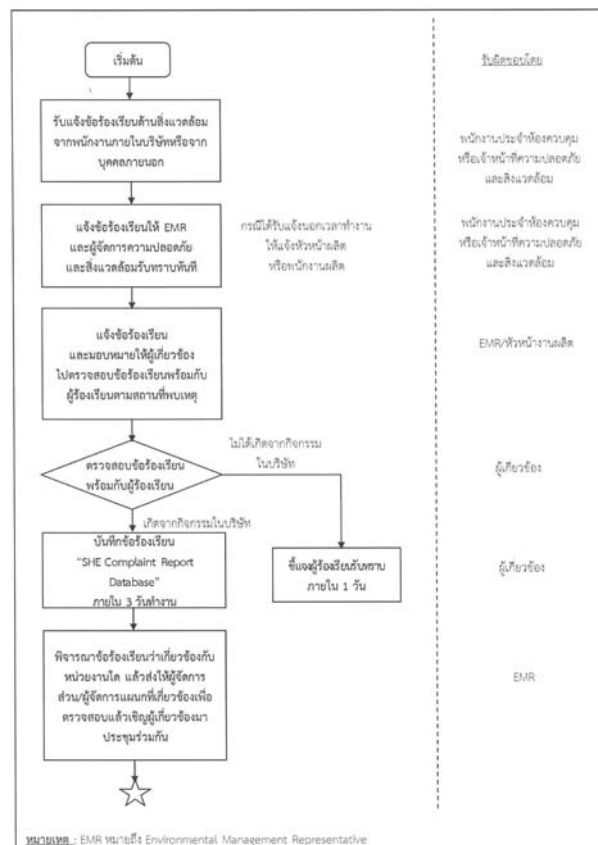 เริ่มต้น
รับผิดชอบโดย
รับแจ้งข้อร้องเรียนด้านสิ่งแวดล้อม
จากพนักงานภายในบริษัทหรือจาก
บุคคลภายนอก
พนักงานประจำห้องควบคุม
หรือเจ้าหน้าที่ความปลอดภัย
และสิ่งแวดล้อม
แจ้งข้อร้องเรียนให้ EMR
และผู้จัดการความปลอดภัย
และสิ่งแวดล้อมรับทราบทันที
กรณีได้รับแจ้งนอกเวลาทำงาน
ให้แจ้งหัวหน้าผลิต
หรือพนักงานผลิต
พนักงานประจำห้องควบคุม
หรือเจ้าหน้าที่ความปลอดภัย
และสิ่งแวดล้อม
แจ้งข้อร้องเรียน
และมอบหมายให้ผู้เกี่ยวข้อง
ไปตรวจสอบข้อร้องเรียนพร้อมกับ
ผู้ร้องเรียนตามสถานที่พบเหตุ
EMR/หัวหน้างานผลิต
ตรวจสอบข้อร้องเรียน
พร้อมกับผู้ร้องเรียน
ไม่ได้เกิดจากกิจกรรม
ในบริษัท
ผู้เกี่ยวข้อง
เกิดจากกิจกรรมในบริษัท
บันทึกข้อร้องเรียน
"SHE Complaint Report
Database"
ภายใน 3 วันทำงาน
ชี้แจงผู้ร้องเรียนรับทราบ
ภายใน 1 วัน
ผู้เกี่ยวข้อง
พิจารณาข้อร้องเรียนว่าเกี่ยวข้องกับ
หน่วยงานใด แล้วส่งให้ผู้จัดการ
ส่วน/ผู้จัดการแผนกที่เกี่ยวข้องเพื่อ
ตรวจสอบแล้วเชิญผู้เกี่ยวข้องมา
ประชุมร่วมกัน
EMR
หมายเหตุ : EMR หมายถึง Environmental Management Representative